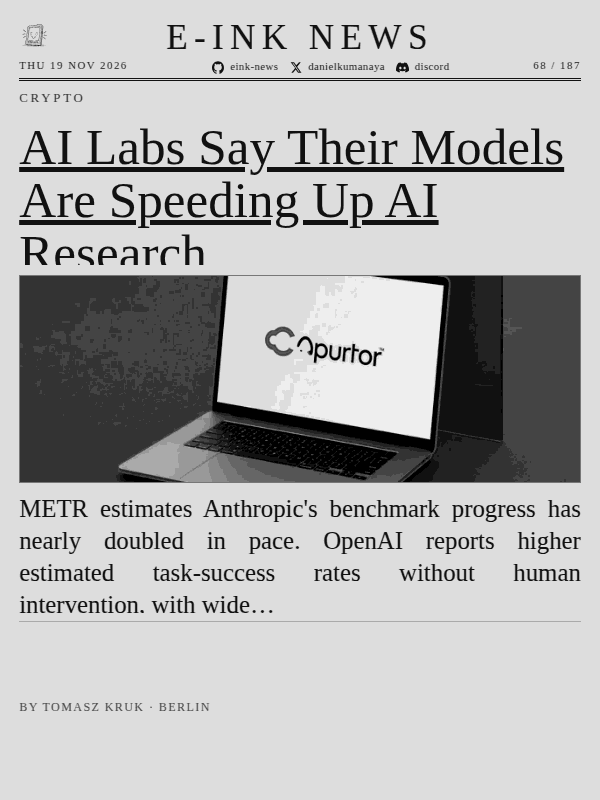 E-INK NEWS
THU 19 NOV 2026
eink-news
danielkumanaya
discord
68 / 187
CRYPTO
AI Labs Say Their Models
Are Speeding Up AI
Research
Copurtor™
METR estimates Anthropic's benchmark progress has
nearly doubled in pace. OpenAI reports higher
estimated task-success rates without human
intervention, with wide…
BY TOMASZ KRUK · BERLIN